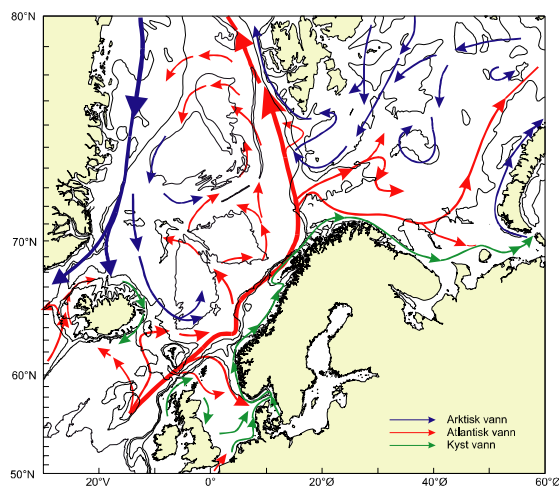 80°N
70°N
60°N
50°N
20°V
0°
20°Ø
40°Ø
60°Ø
Arktisk vann
Atlantisk vann
Kyst vann